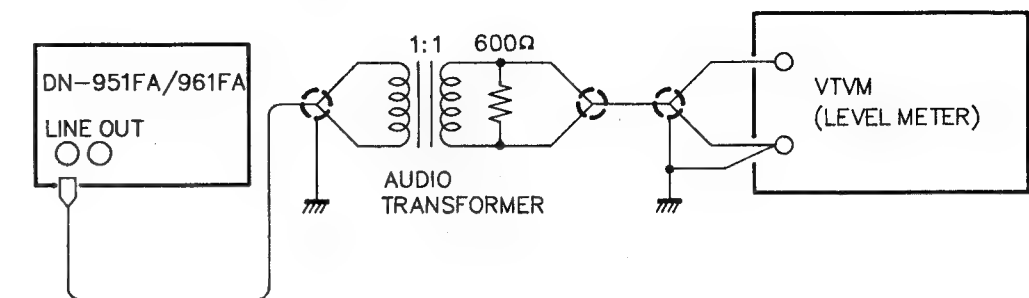 DN-951FA/961FA
LINE OUT
1:1
600Ω
AUDIO
TRANSFORMER
VTVM
(LEVEL METER)